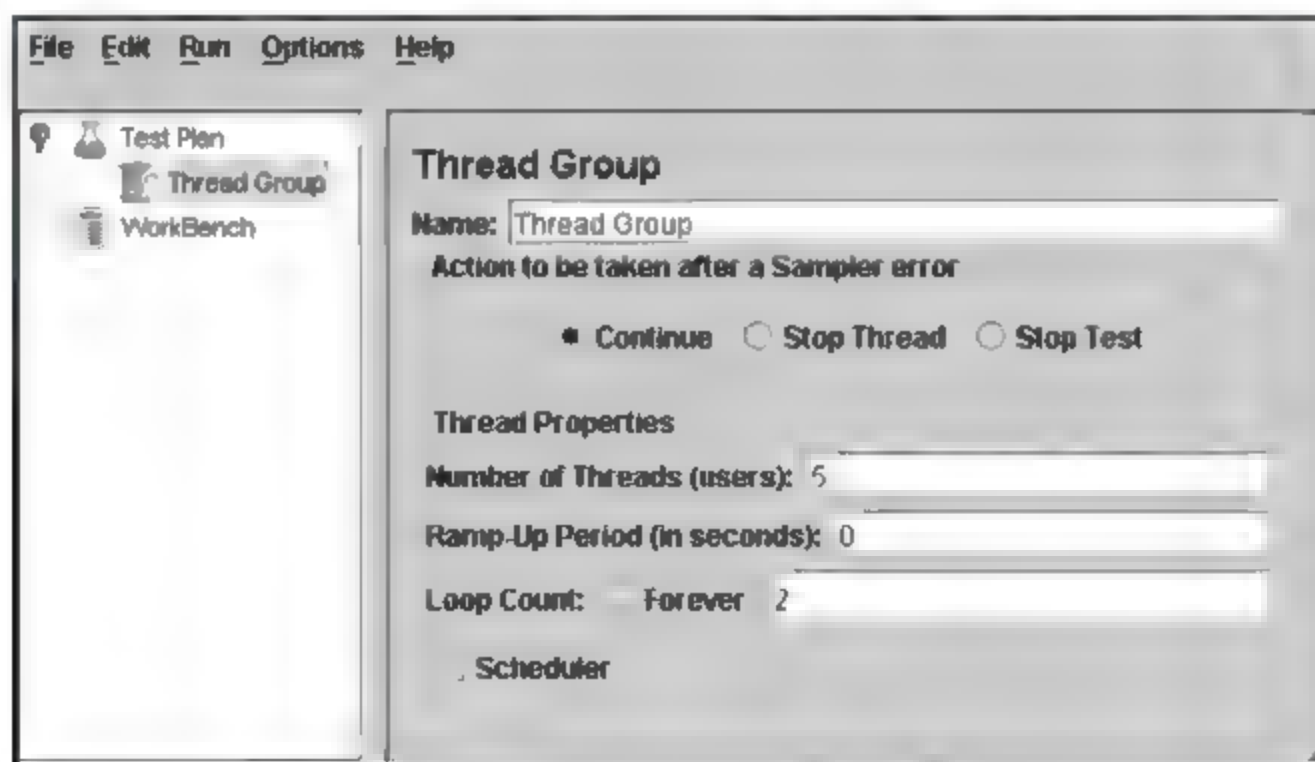 File Edit Run Options Help
Test Plan
Thread Group
WorkBench
Thread Group
Name: Thread Group
Action to be taken after a Sampler error
Continue Stop Thread Stop Test
Thread Properties
Number of Threads (users): 5
Ramp-Up Period (in seconds): 0
Loop Count: Forever 2
Scheduler